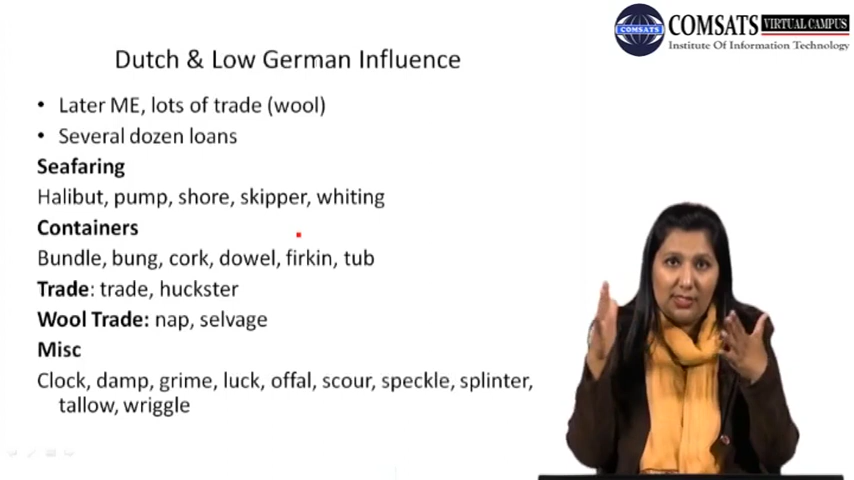 COMSATS
COMSATS VIRTUAL CAMPUS
Institute Of Information Technology
Dutch & Low German Influence
• Later ME, lots of trade (wool)
• Several dozen loans
Seafaring
Halibut, pump, shore, skipper, whiting
Containers
Bundle, bung, cork, dowel, firkin, tub
Trade: trade, huckster
Wool Trade: nap, selvage
Misc
Clock, damp, grime, luck, offal, scour, speckle, splinter,
tallow, wriggle